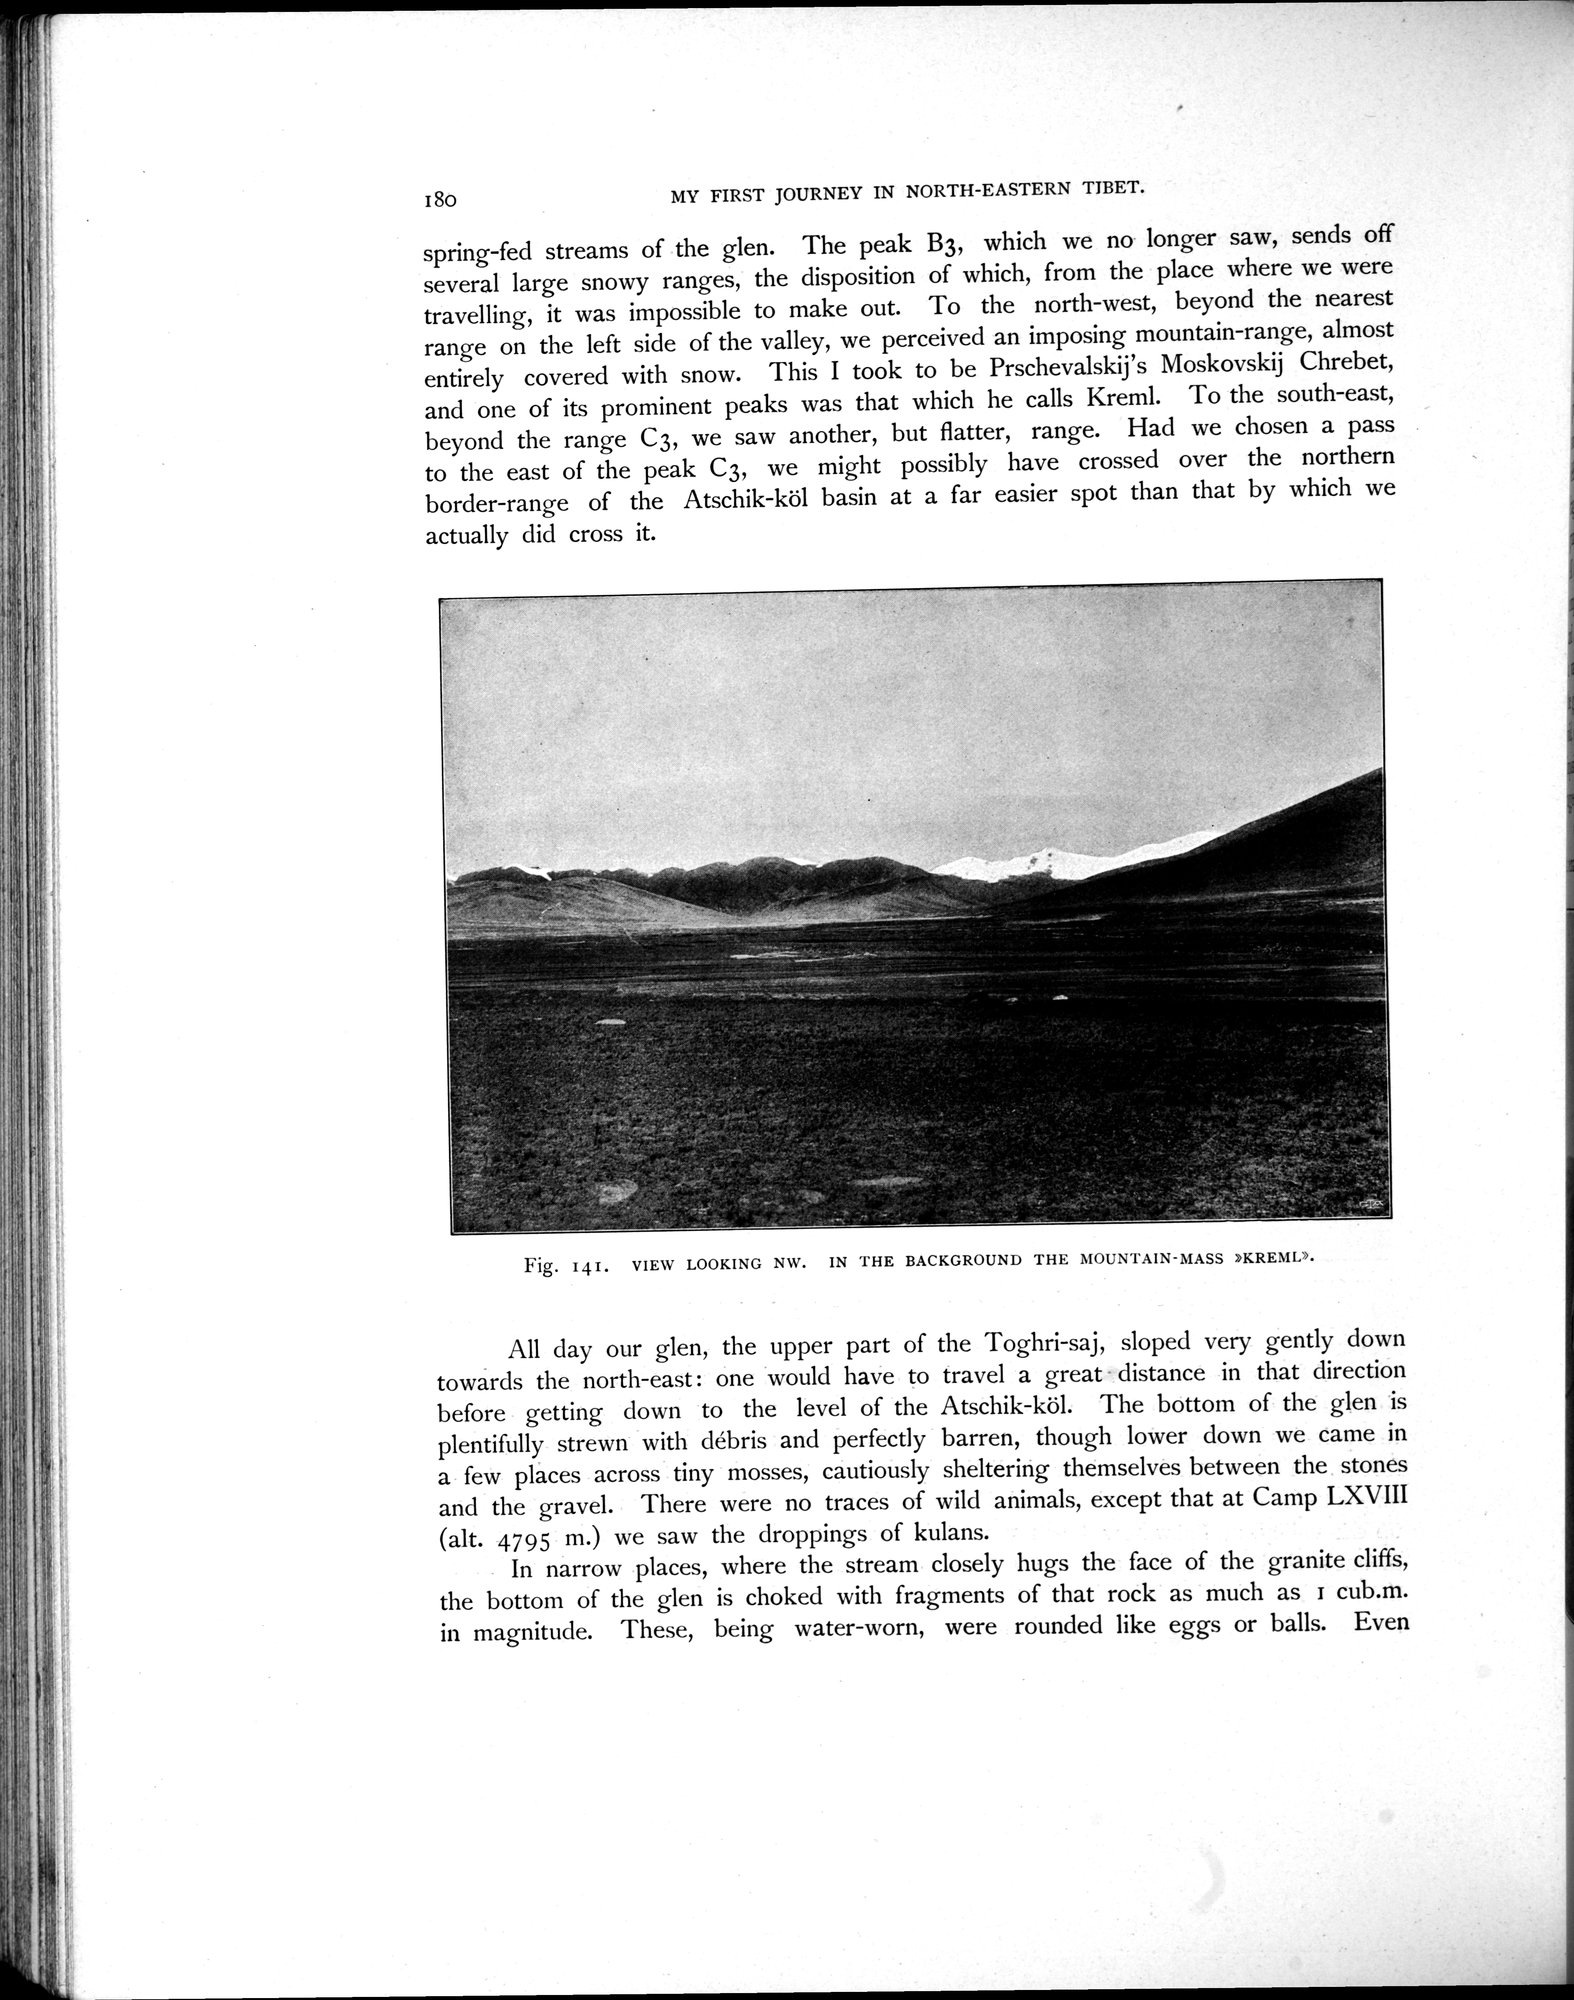 180
MY FIRST JOURNEY IN NORTH-EASTERN TIBET.
spring-fed streams of the glen. The peak B3, which we no longer saw, sends off
several large snowy ranges, the disposition of which, from the place where we were
travelling, it was impossible to make out. To the north-west, beyond the nearest
range on the left side of the valley, we perceived an imposing mountain-range, almost
entirely covered with snow. This I took to be Prschevalskij's Moskovskij Chrebet,
and one of its prominent peaks was that which he calls Kreml. To the south-east,
beyond the range C3, we saw another, but flatter, range. Had we chosen a pass
to the east of the peak C3, we might possibly have crossed over the northern
border-range of the Atschik-köl basin at a far easier spot than that by which we
actually did cross it.
Fig. 141. VIEW LOOKING NW. IN THE BACKGROUND THE MOUNTAIN-MASS »KREML».
All day our glen, the upper part of the Toghri-saj, sloped very gently down
towards the north-east: one would have to travel a great distance in that direction
before getting down to the level of the Atschik-köl. The bottom of the glen is
plentifully strewn with débris and perfectly barren, though lower down we came in
a few places across tiny mosses, cautiously sheltering themselves between the stones
and the gravel. There were no traces of wild animals, except that at Camp LXVIII
(alt. 4795 m.) we saw the droppings of kulans.
In narrow places, where the stream closely hugs the face of the granite cliffs,
the bottom of the glen is choked with fragments of that rock as much as 1 cub.m.
in magnitude. These, being water-worn, were rounded like eggs or balls. Even